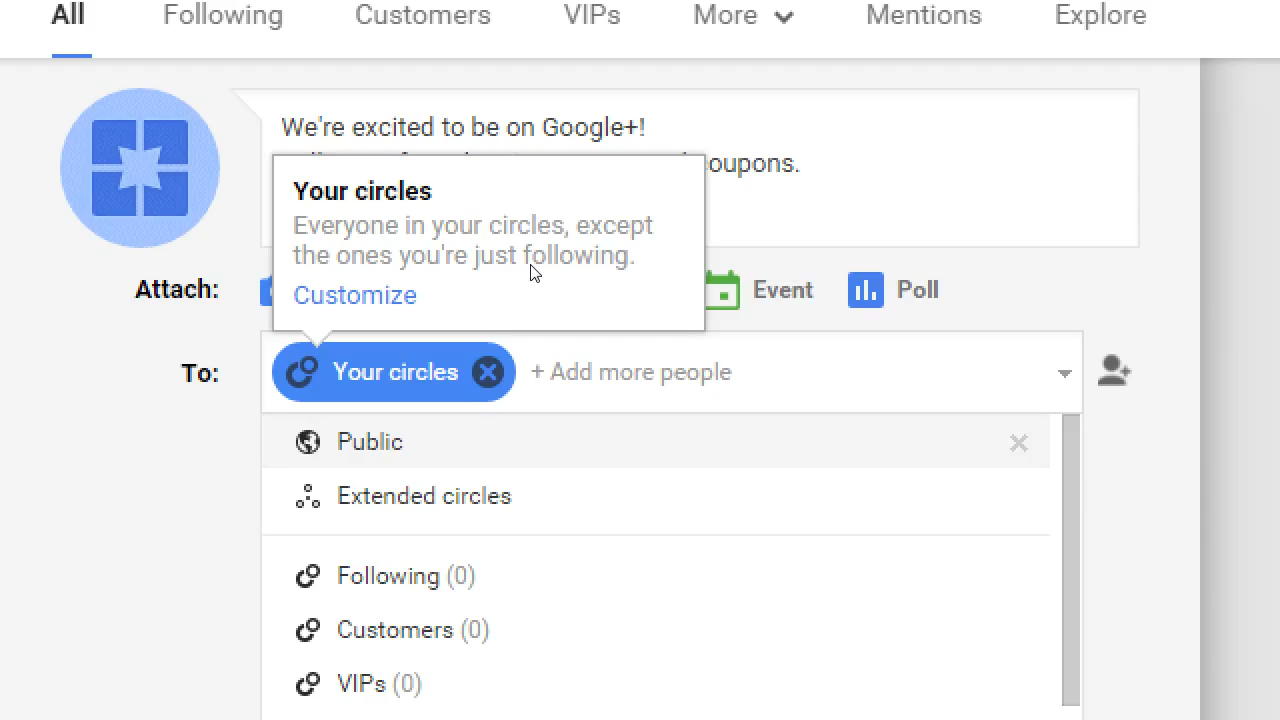 All Following Customers VIPs More Mentions Explore
We're excited to be on Google+!
coupons.
Your circles
Everyone in your circles, except
the ones you're just following.
Customize
Attach: Event Poll
To: Your circles + Add more people
Public
Extended circles
Following (0)
Customers (0)
VIPs (0)